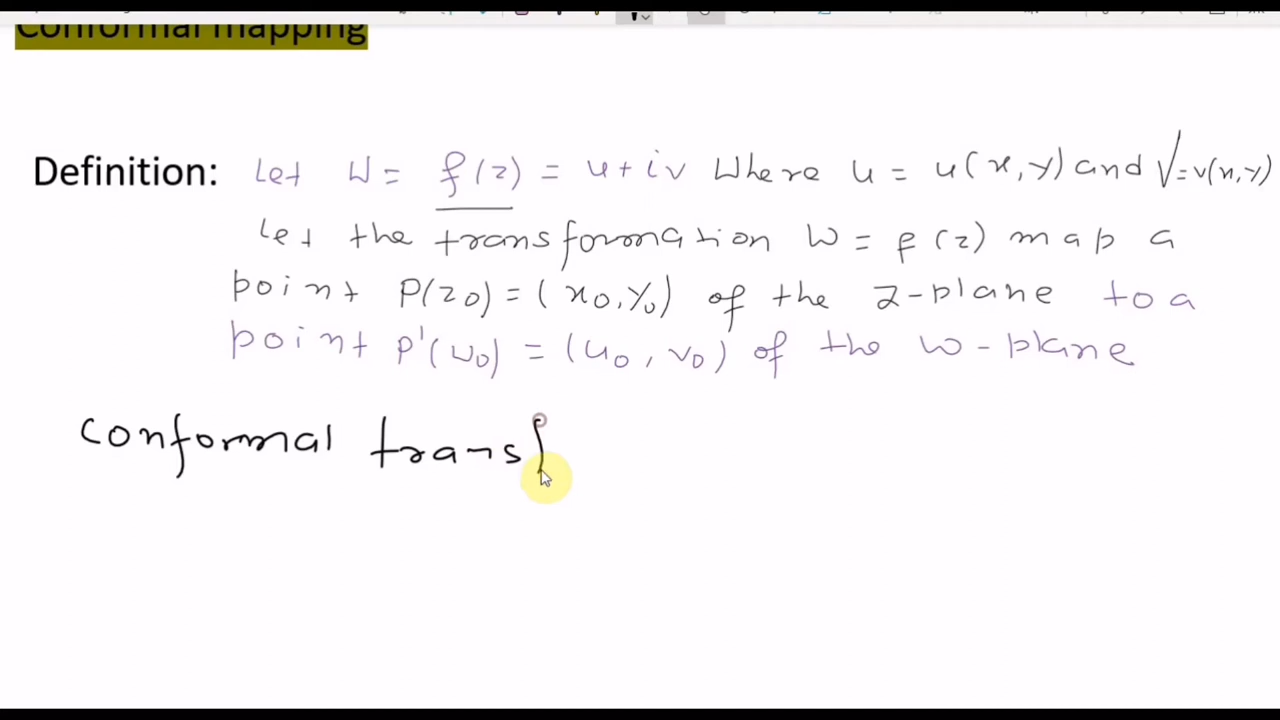 Conformal mapping
Definition: Let W = f(z) = u + iv Where u = u(x,y) and V=v(x,y)
Let the transformation W = f(z) map a
point P(z0) = (x0,y0) of the z-plane to a
point P'(w0) = (u0, v0) of the w-plane
conformal transf